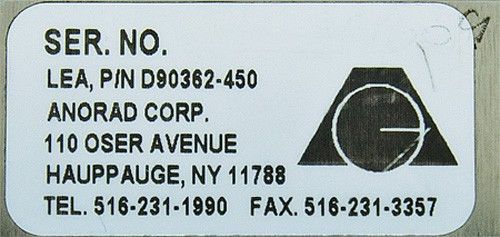 SER. NO.
LEA, P/N D90362-450
ANORAD CORP.
110 OSER AVENUE
HAUPPAUGE, NY 11788
TEL. 516-231-1990 FAX. 516-231-3357